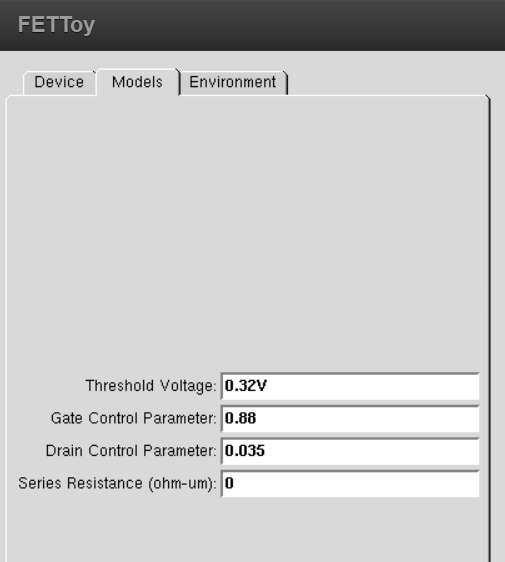 FETToy
Device Models Environment
Threshold Voltage: 0.32V
Gate Control Parameter: 0.88
Drain Control Parameter: 0.035
Series Resistance (ohm-um): 0